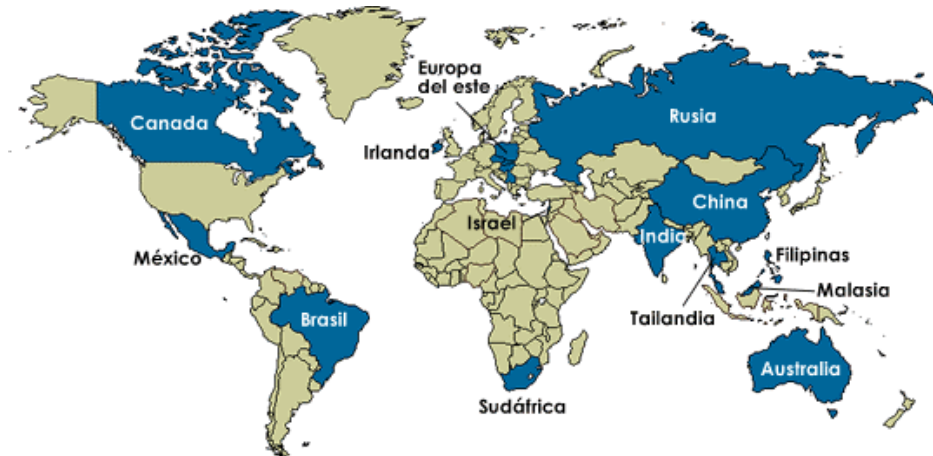 Europa
del este
Canada
Rusia
Irlanda
China
Israel
India
México
Filipinas
Malasia
Brasil
Tailandia
Australia
Sudáfrica